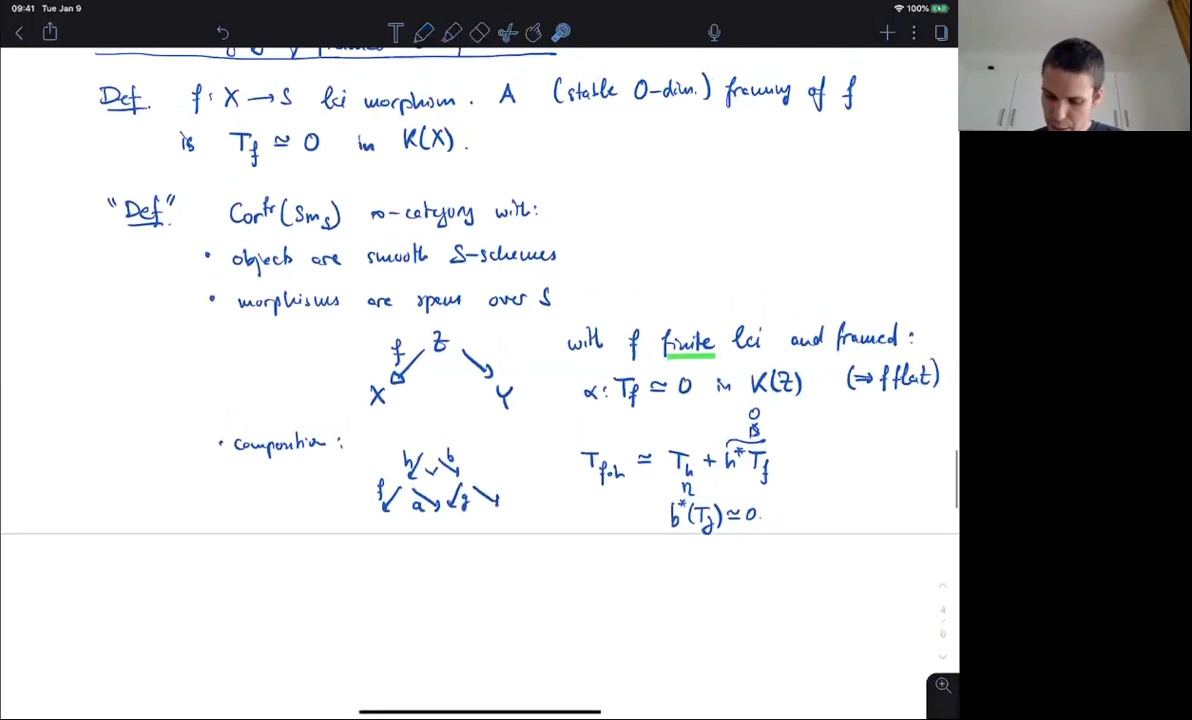 09:41 Tue Jan 9
100%
Def. f: X → S lci morphism. A (stable 0-dim.) framing of f
is T_f ≃ 0 in K(X).
"Def". Corr^fr(Sm_S) ∞-category with:
• objects are smooth S-schemes
• morphisms are spans over S
f Z
X Y
with f finite lci and framed:
α: T_f ≃ 0 in K(Z) (⇒ f flat)
• composition:
h b
f a g
0
T_{f∘h} ≃ T_h + h^* T_f
b^*(T_g) ≃ 0.
4
6